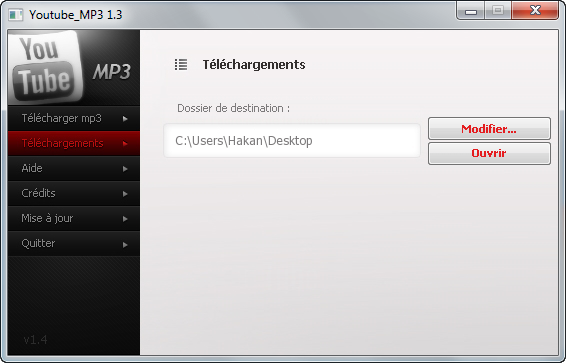 Youtube_MP3 1.3
You
Tube
MP3
Télécharger mp3
Téléchargements
Aide
Crédits
Mise à jour
Quitter
v1.4
Téléchargements
Dossier de destination :
C:\Users\Hakan\Desktop
Modifier...
Ouvrir